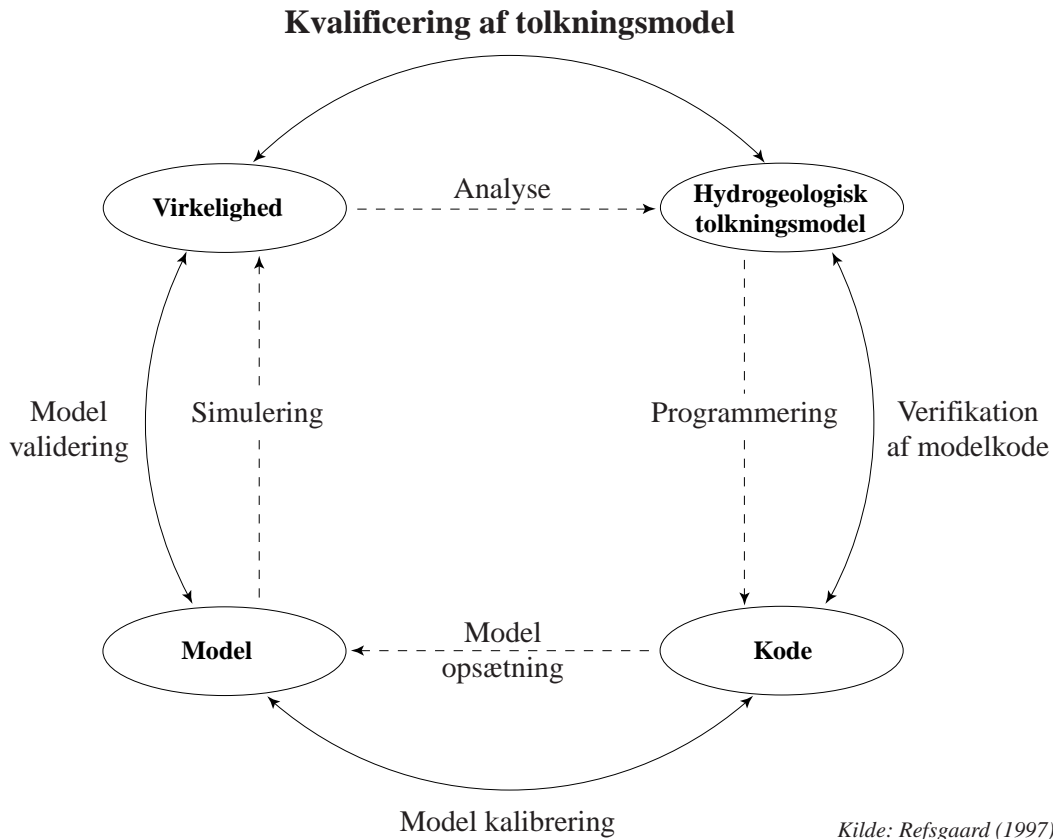 Kvalificering af tolkningsmodel
Virkelighed
Analyse
Hydrogeologisk
tolkningsmodel
Model
validering
Simulering
Programmering
Verifikation
af modelkode
Model
Model
opsætning
Kode
Model kalibrering
Kilde: Refsgaard (1997)